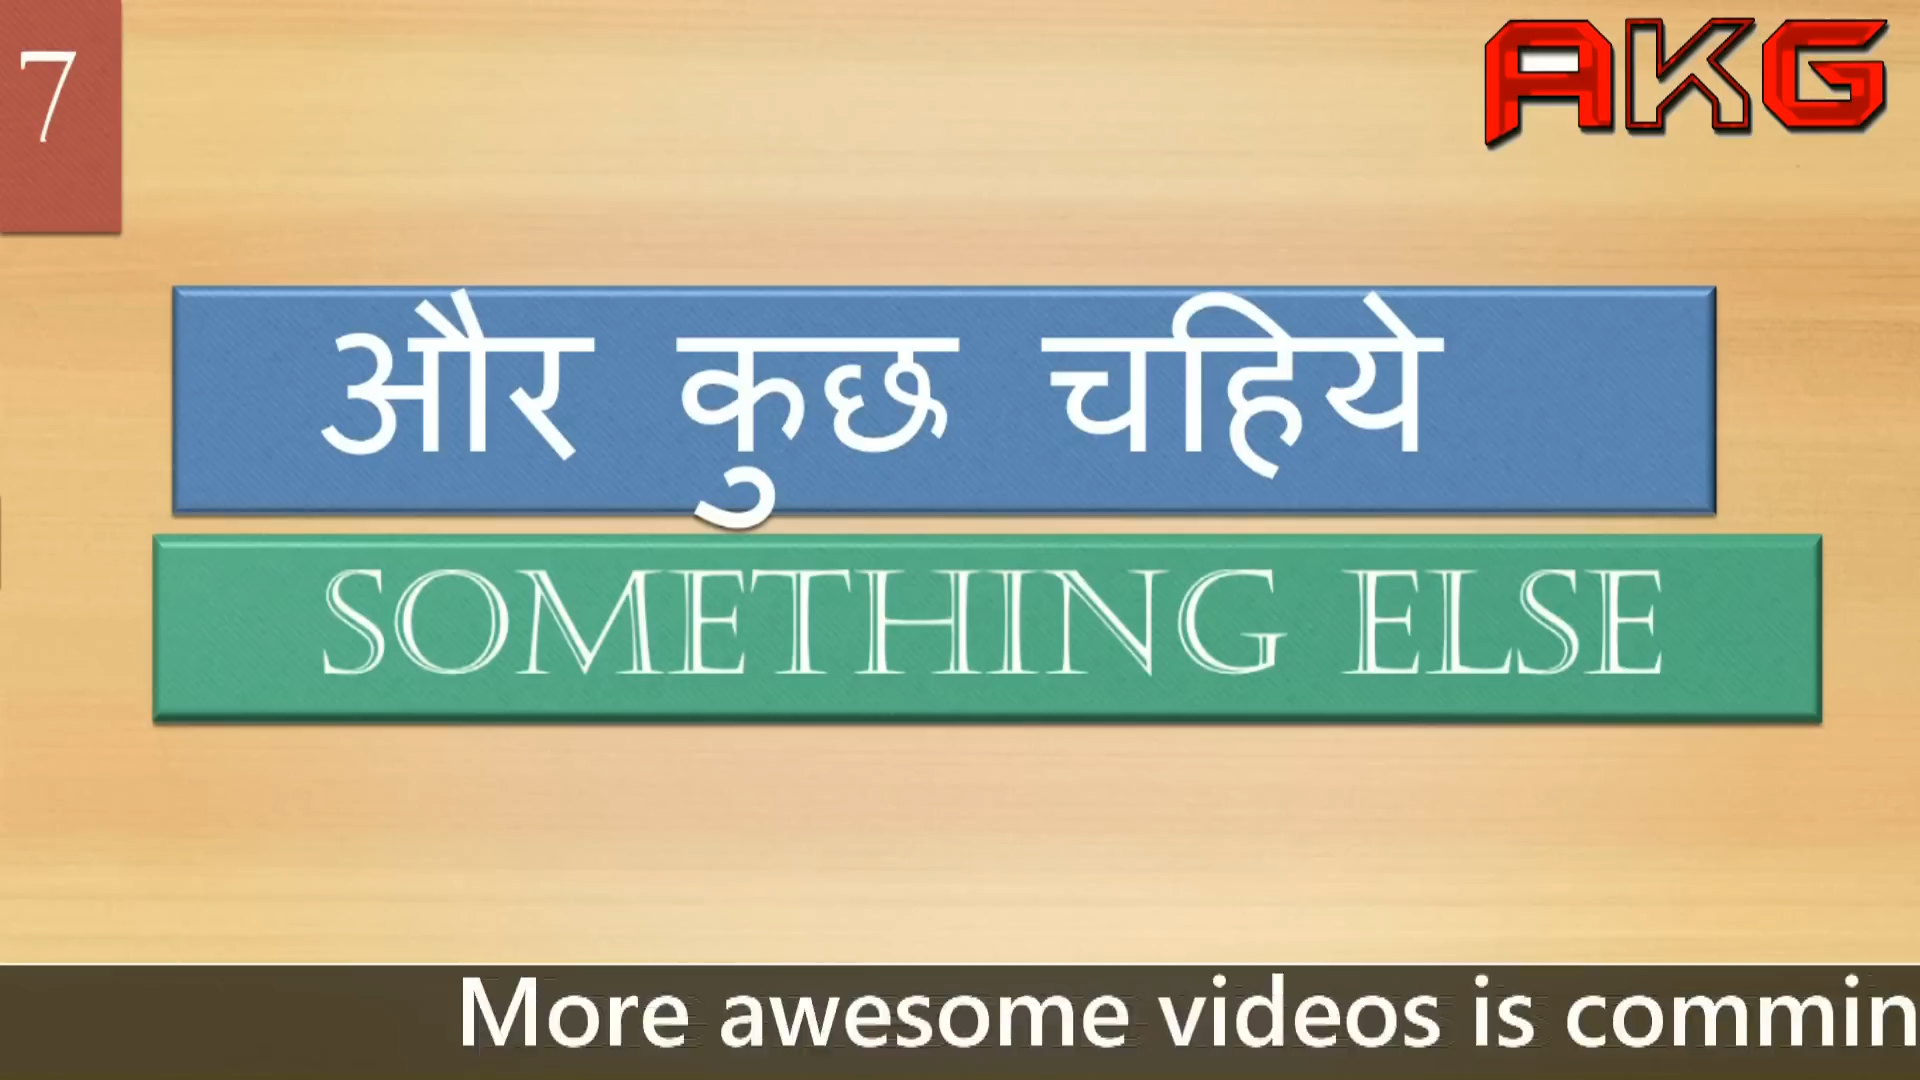 7
AKG
और कुछ चहिये
SOMETHING ELSE
More awesome videos is commin